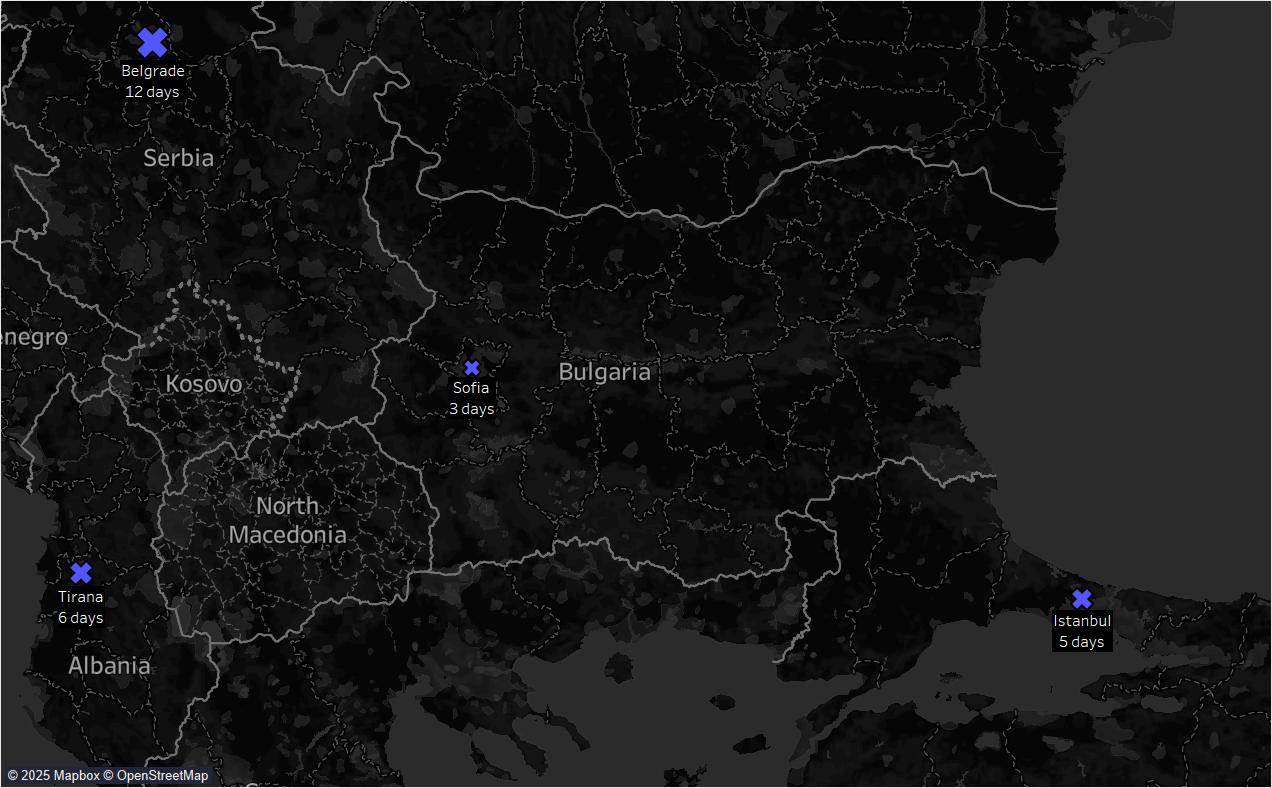 Belgrade
12 days
Serbia
enegro
Kosovo
Sofia
3 days
Bulgaria
North
Macedonia
Tirana
6 days
Istanbul
5 days
Albania
© 2025 Mapbox © OpenStreetMap